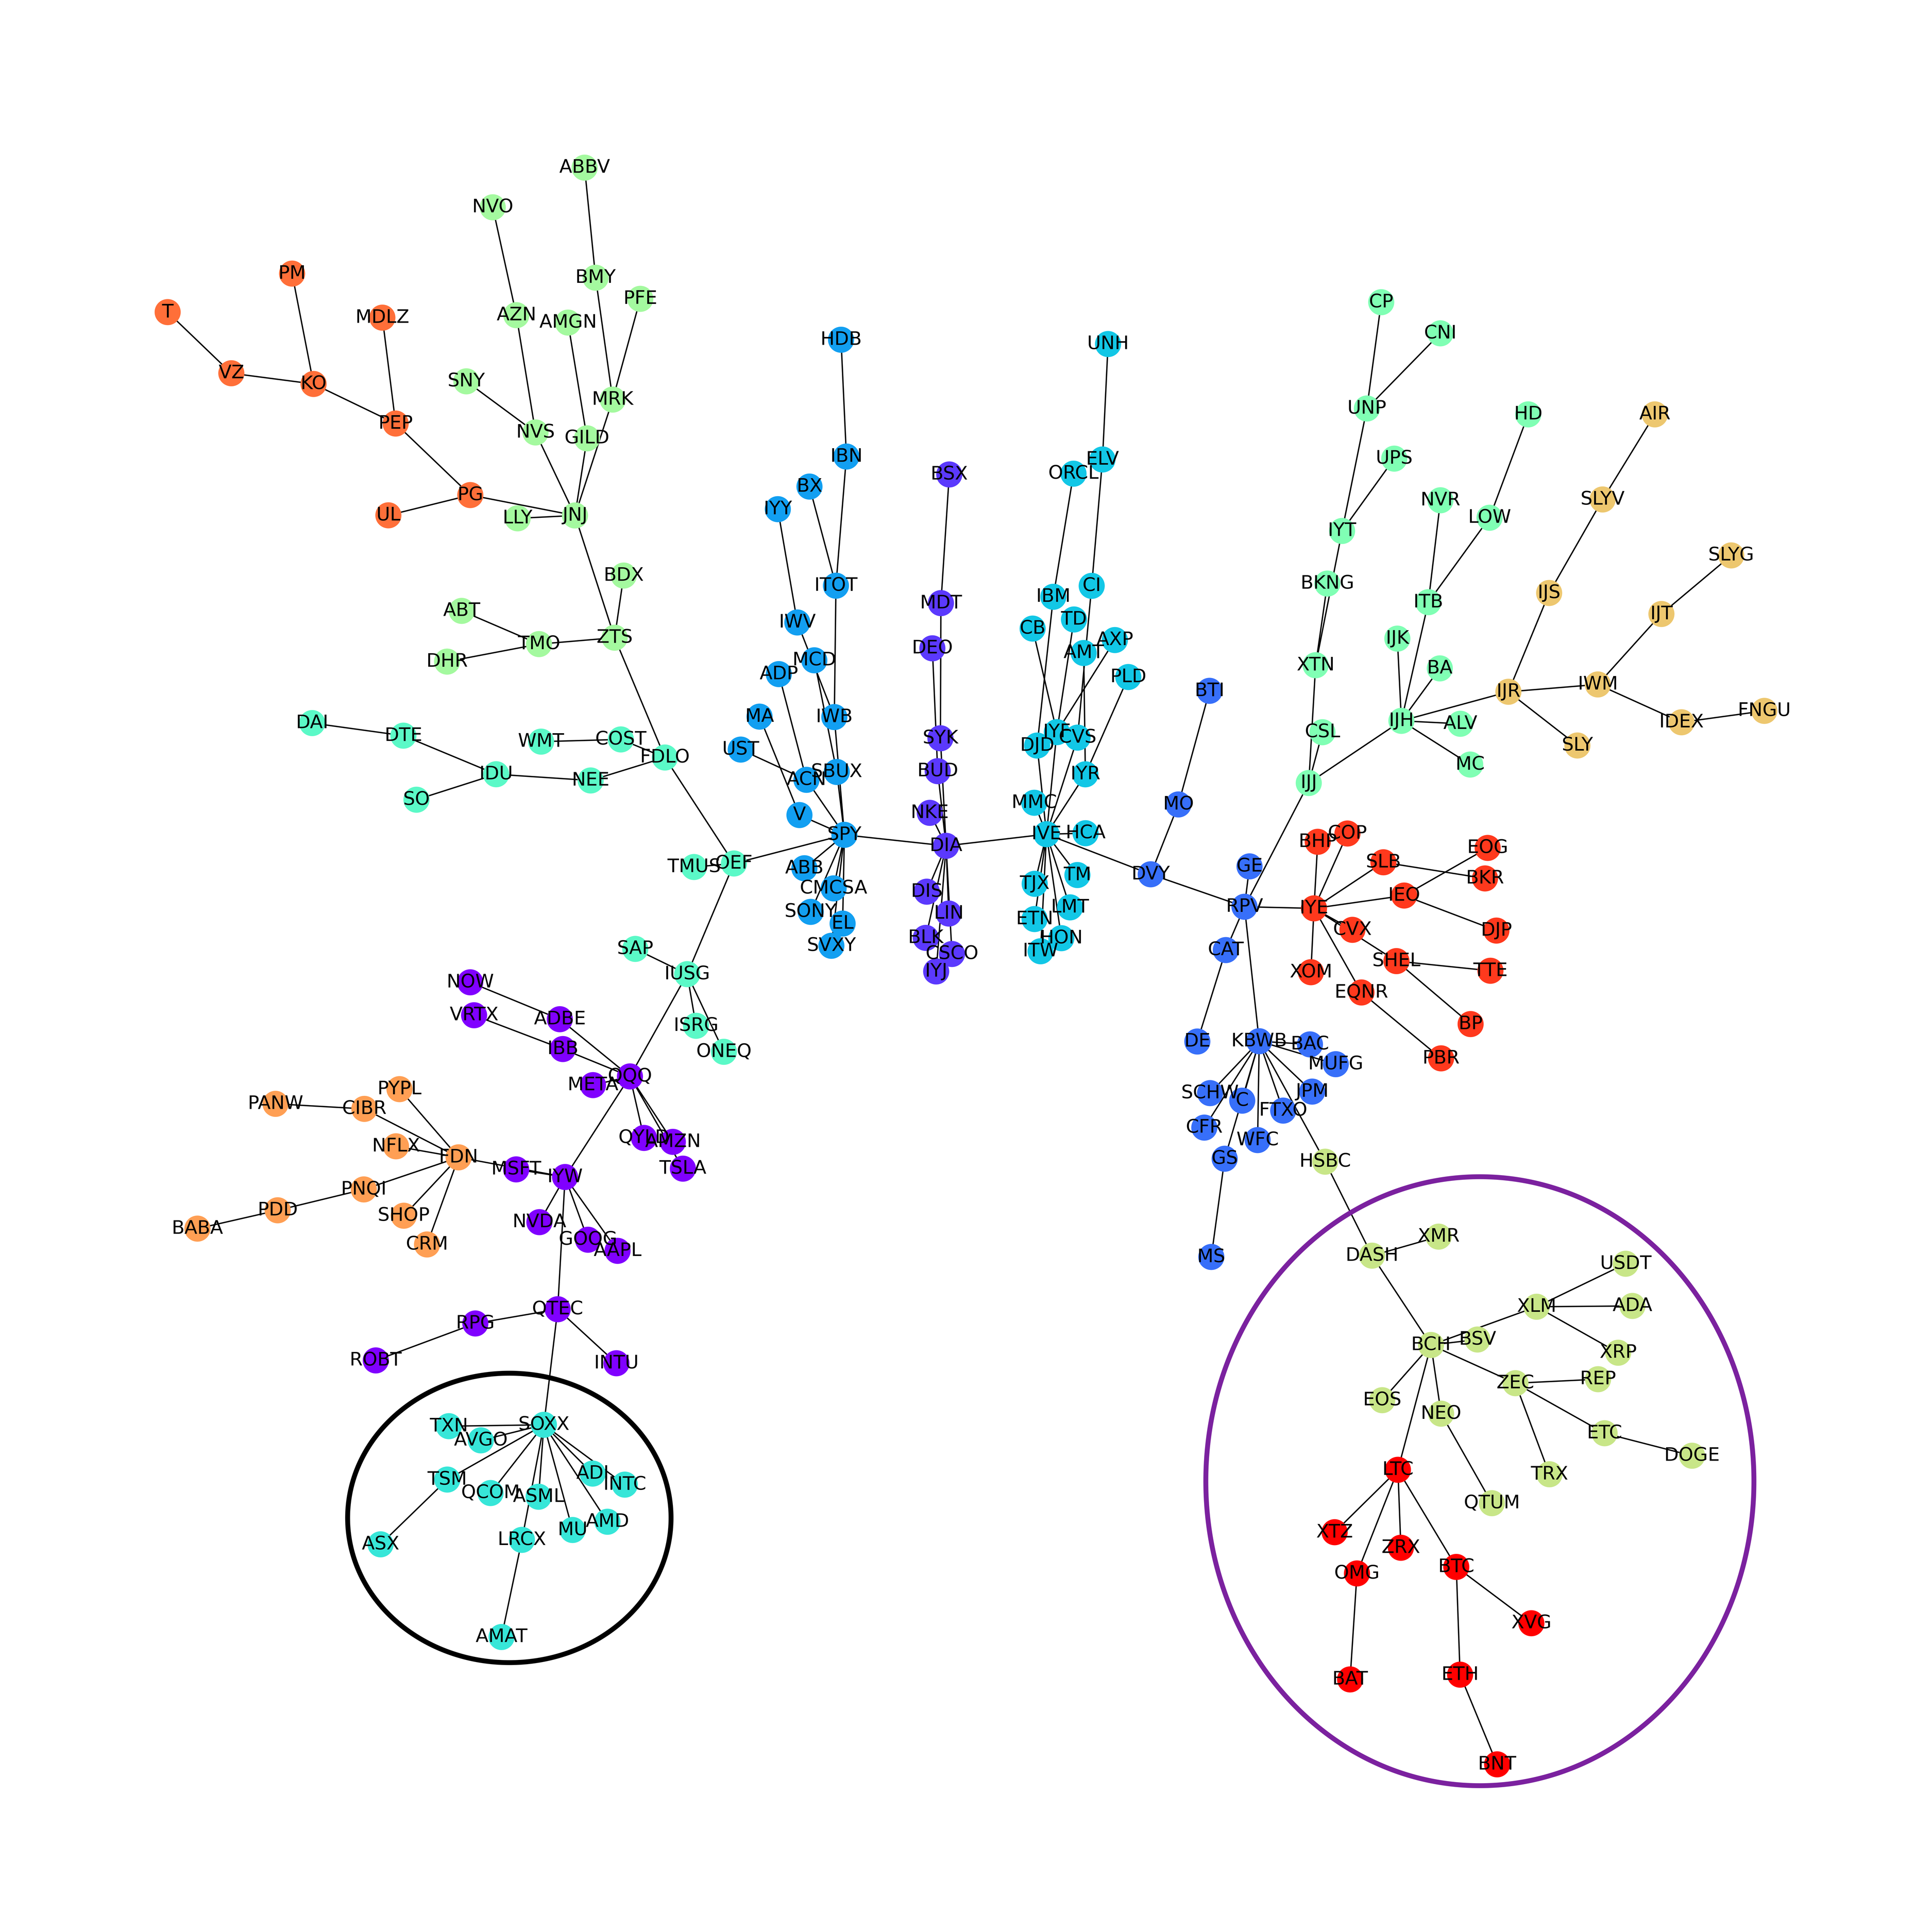 ABBV
NVO
PM
BMY
PFE
CP
T
MDLZ
AZN
AMGN
CNI
HDB
UNH
VZ
KO
SNY
MRK
UNP
HD
AIR
PEP
NVS
GILD
IBN
ELV
UPS
BX
ORCL
BSX
PG
UL
LLY
JNJ
IYY
NVR
SLYV
LOW
IYT
SLYG
BDX
ITOT
CI
BKNG
IJS
ABT
MDT
IBM
ITB
IJT
TMO
ZTS
IWV
CB
TD
AXP
IJK
DHR
DEO
MCD
AMT
XTN
BA
ADP
PLD
BTI
IJR
IWM
DAI
DTE
MA
IWB
IJH
ALV
IDEX
FNGU
WMT
COST
UST
SYK
DJD
CVS
CSL
SLY
FDLO
IDU
NEE
ACN
SBUX
BUD
IYR
IJJ
MC
SO
V
NKE
MMC
MO
SPY
DIA
IVE
HCA
BHP
COP
TMUS
OEF
ABB
DVY
GE
SLB
EOG
CMCSA
DIS
TJX
TM
BKR
IEO
SONY
EL
LIN
LMT
ETN
RPV
IYE
CVX
DJP
SVXY
BLK
CSCO
IYJ
HON
ITW
CAT
SAP
IUSG
XOM
SHEL
TTE
NOW
EQNR
VRTX
ADBE
ISRG
BP
IBB
ONEQ
DE
KBWB
BAC
MUFG
PBR
QQQ
META
PYPL
SCHW
C
JPM
PANW
CIBR
FTXO
CFR
NFLX
AMZN
WFC
FDN
MSFT
IYW
TSLA
GS
HSBC
PNQI
PDD
SHOP
NVDA
BABA
CRM
GOOG
AAPL
MS
DASH
XMR
USDT
QTEC
XLM
ADA
RPG
BCH
BSV
XRP
ROBT
INTU
ZEC
REP
EOS
NEO
TXN
SOXX
AVGO
ETC
DOGE
TSM
ADI
INTC
LTC
TRX
QCOM
ASML
QTUM
MU
AMD
ASX
LRCX
XTZ
ZRX
OMG
BTC
AMAT
XVG
BAT
ETH
BNT